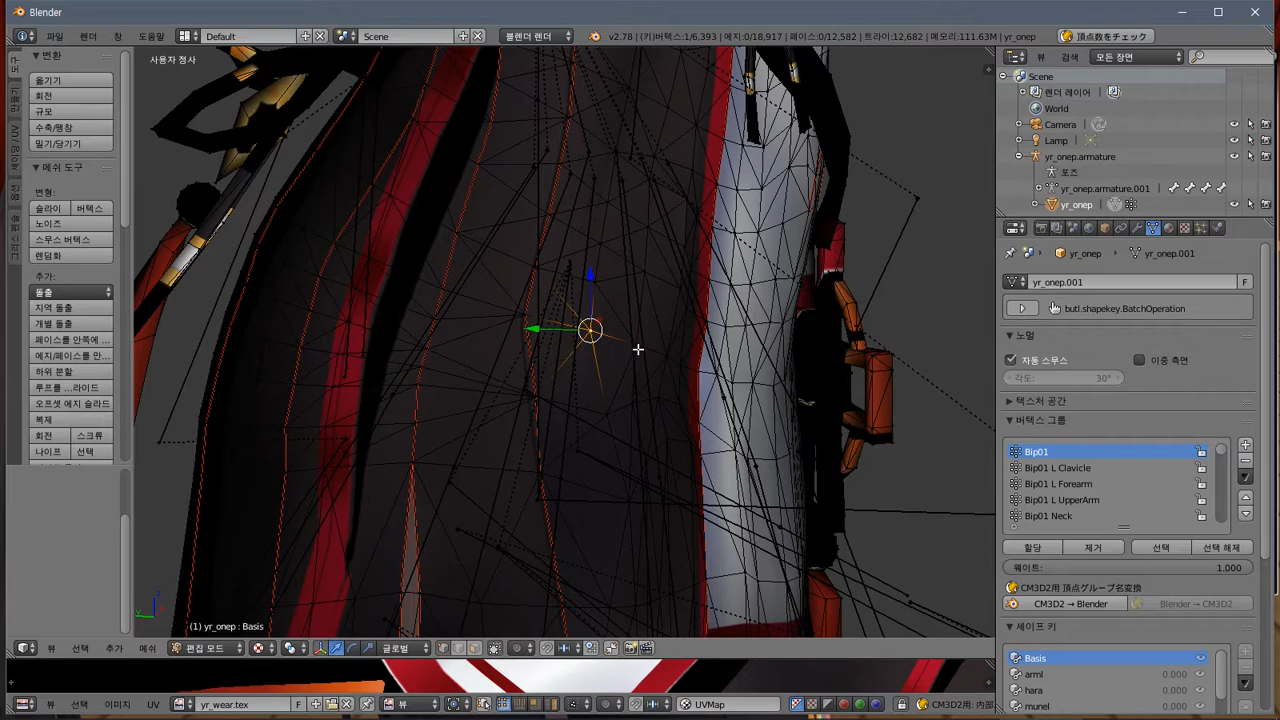 Blender
파일
렌더
창
도움말
Default
Scene
블렌더 렌더
v2.78 | (키)버텍스:1/6,393 | 에지:0/18,917 | 페이스:0/12,582 | 트라이:12,682 | 메모리:111.63M | yr_onep
頂点数をチェック
변환
옮기기
회전
규모
수축/팽창
밀기/당기기
메쉬 도구
변형:
슬라이 버텍스
노이즈
스무스 버텍스
랜덤화
추가:
돌출
지역 돌출
개별 돌출
페이스를 안쪽에 ...
에지/페이스를 만...
하위 분할
루프를 ...라이드
오프셋 에지 슬라드
복제
회전 스크류
나이프 선택
사용자 정사
(1) yr_onep : Basis
뷰
선택
추가
메쉬
편집 모드
글로벌
뷰
선택
이미지
UV
yr_wear.tex
F
뷰
UVMap
CM3D2用: 内部
뷰
검색
모든 장면
Scene
렌더 레이어
World
Camera
Lamp
yr_onep.armature
포즈
yr_onep.armature.001
yr_onep
yr_onep
yr_onep.001
yr_onep.001
F
butl.shapekey.BatchOperation
노멀
자동 스무스
이중 측면
각도: 30°
텍스처 공간
버텍스 그룹
Bip01
Bip01 L Clavicle
Bip01 L Forearm
Bip01 L UpperArm
Bip01 Neck
할당
제거
선택
선택 해제
웨이트: 1.000
CM3D2用 頂点グループ名変換
CM3D2 → Blender
Blender → CM3D2
셰이프 키
Basis
arml 0.000
hara 0.000
munel 0.000